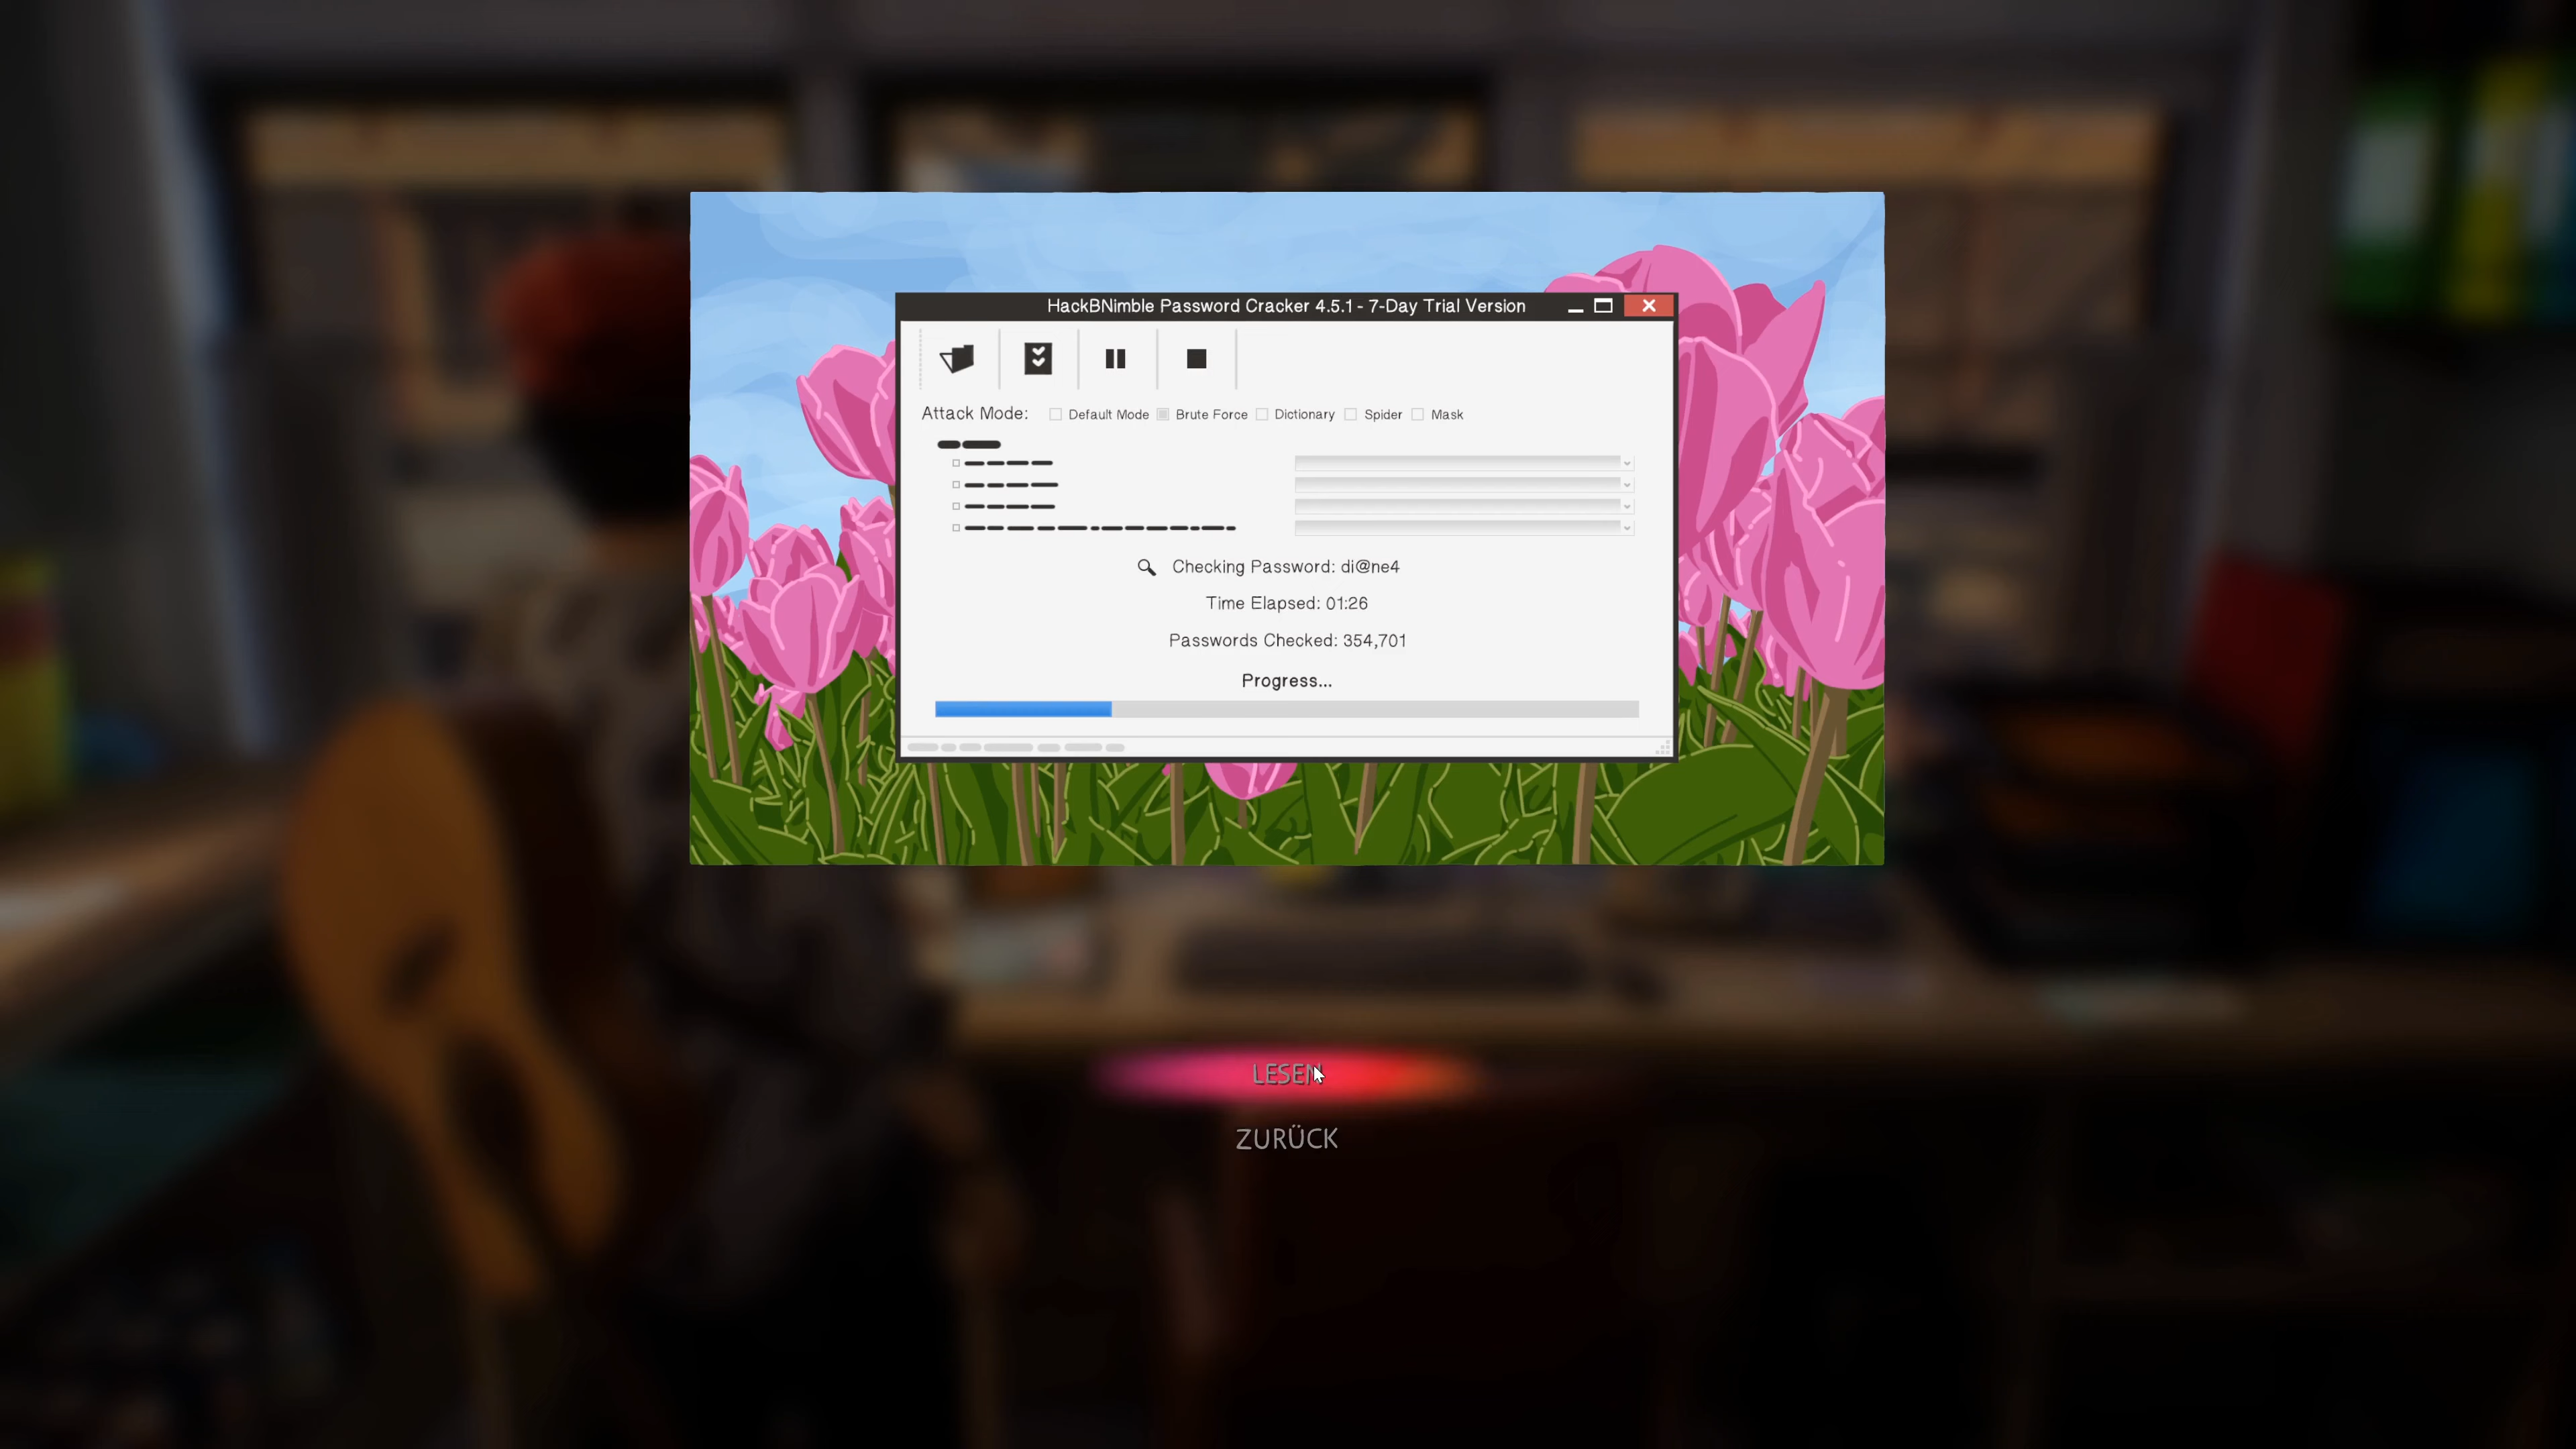 HackBNimble Password Cracker 4.5.1 - 7-Day Trial Version
Attack Mode: Default Mode Brute Force Dictionary Spider Mask
Checking Password: di@ne4
Time Elapsed: 01:26
Passwords Checked: 354,701
Progress...
LESEN
ZURÜCK